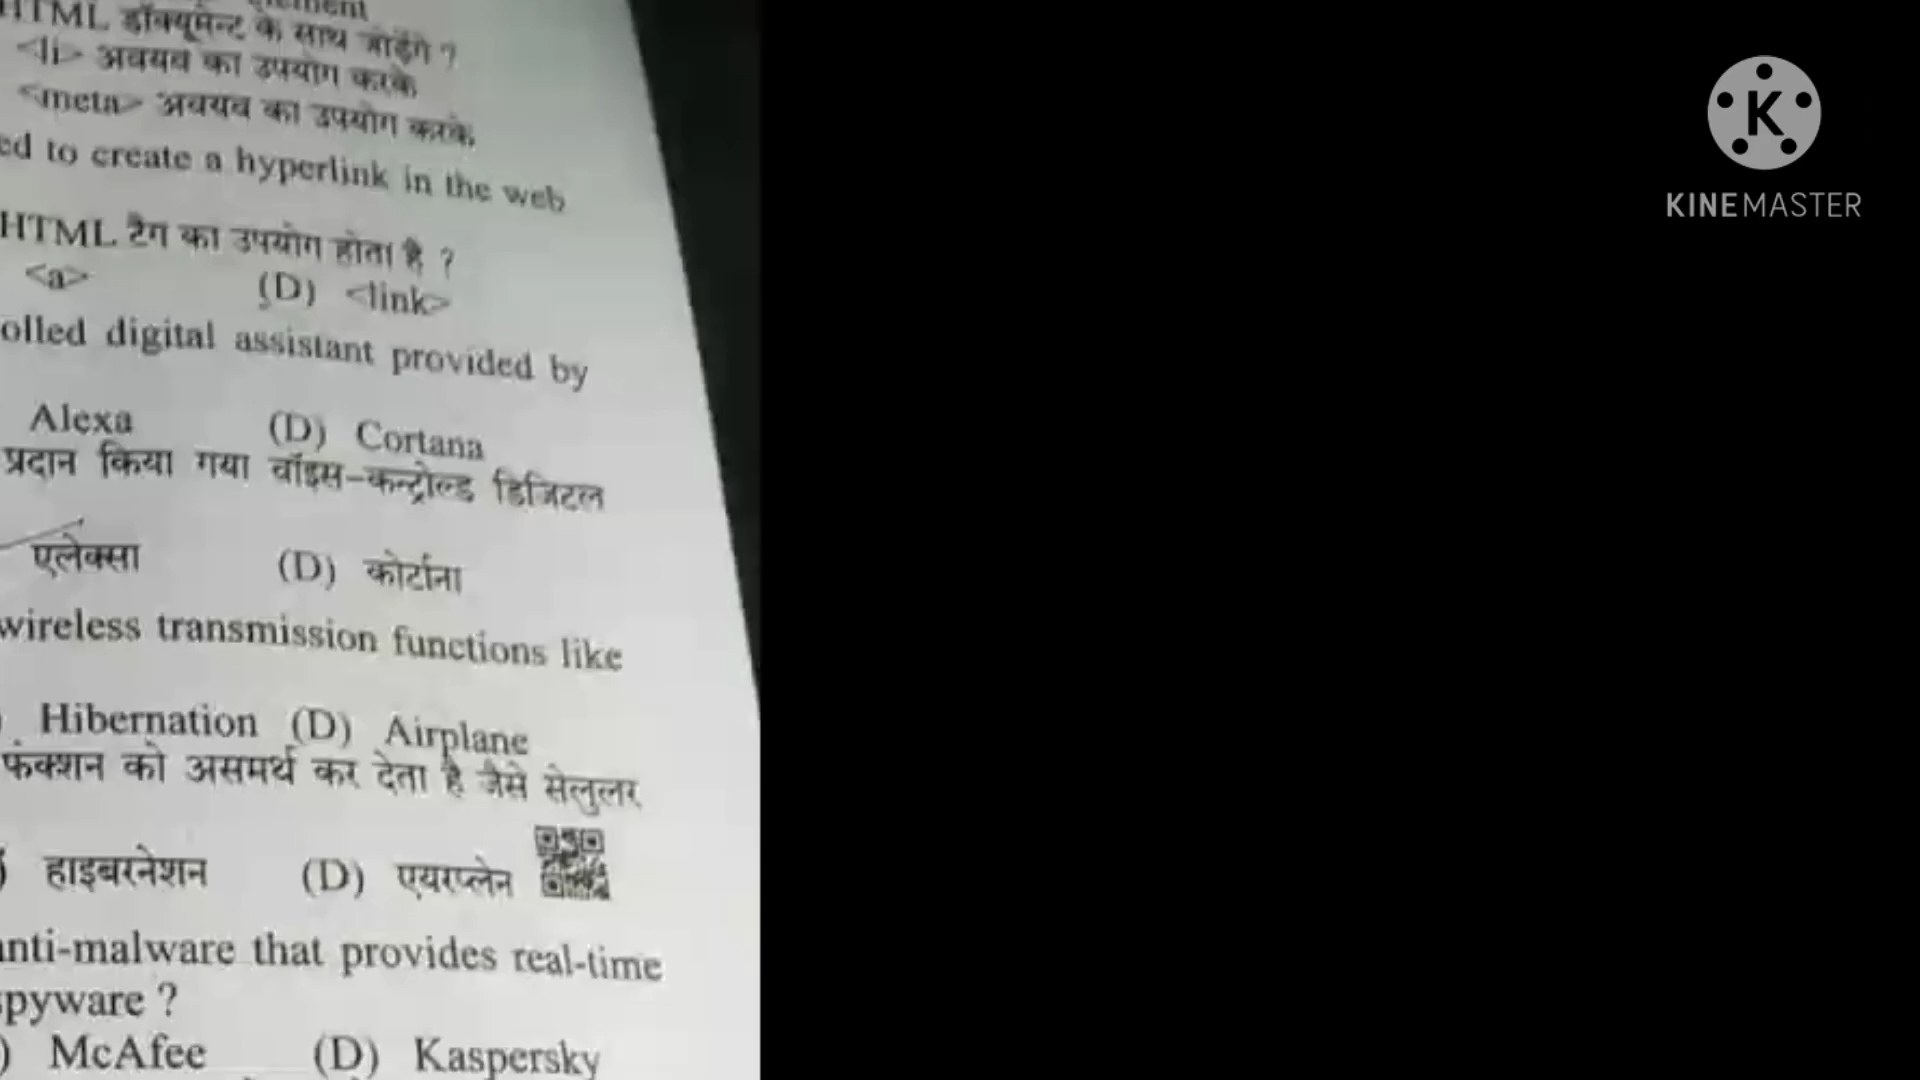 HTML डॉक्यूमेन्ट के साथ जोड़ेंगे ?
<li> अवयव का उपयोग करके
<meta> अवयव का उपयोग करके
ed to create a hyperlink in the web
HTML टैग का उपयोग होता है ?
<a> (D) <link>
olled digital assistant provided by
Alexa (D) Cortana
प्रदान किया गया वॉइस-कन्ट्रोल्ड डिजिटल
एलेक्सा (D) कोर्टाना
wireless transmission functions like
Hibernation (D) Airplane
फंक्शन को असमर्थ कर देता है जैसे सेलुलर
हाइबरनेशन (D) एयरप्लेन
anti-malware that provides real-time
spyware ?
) McAfee (D) Kaspersky
K
KINEMASTER